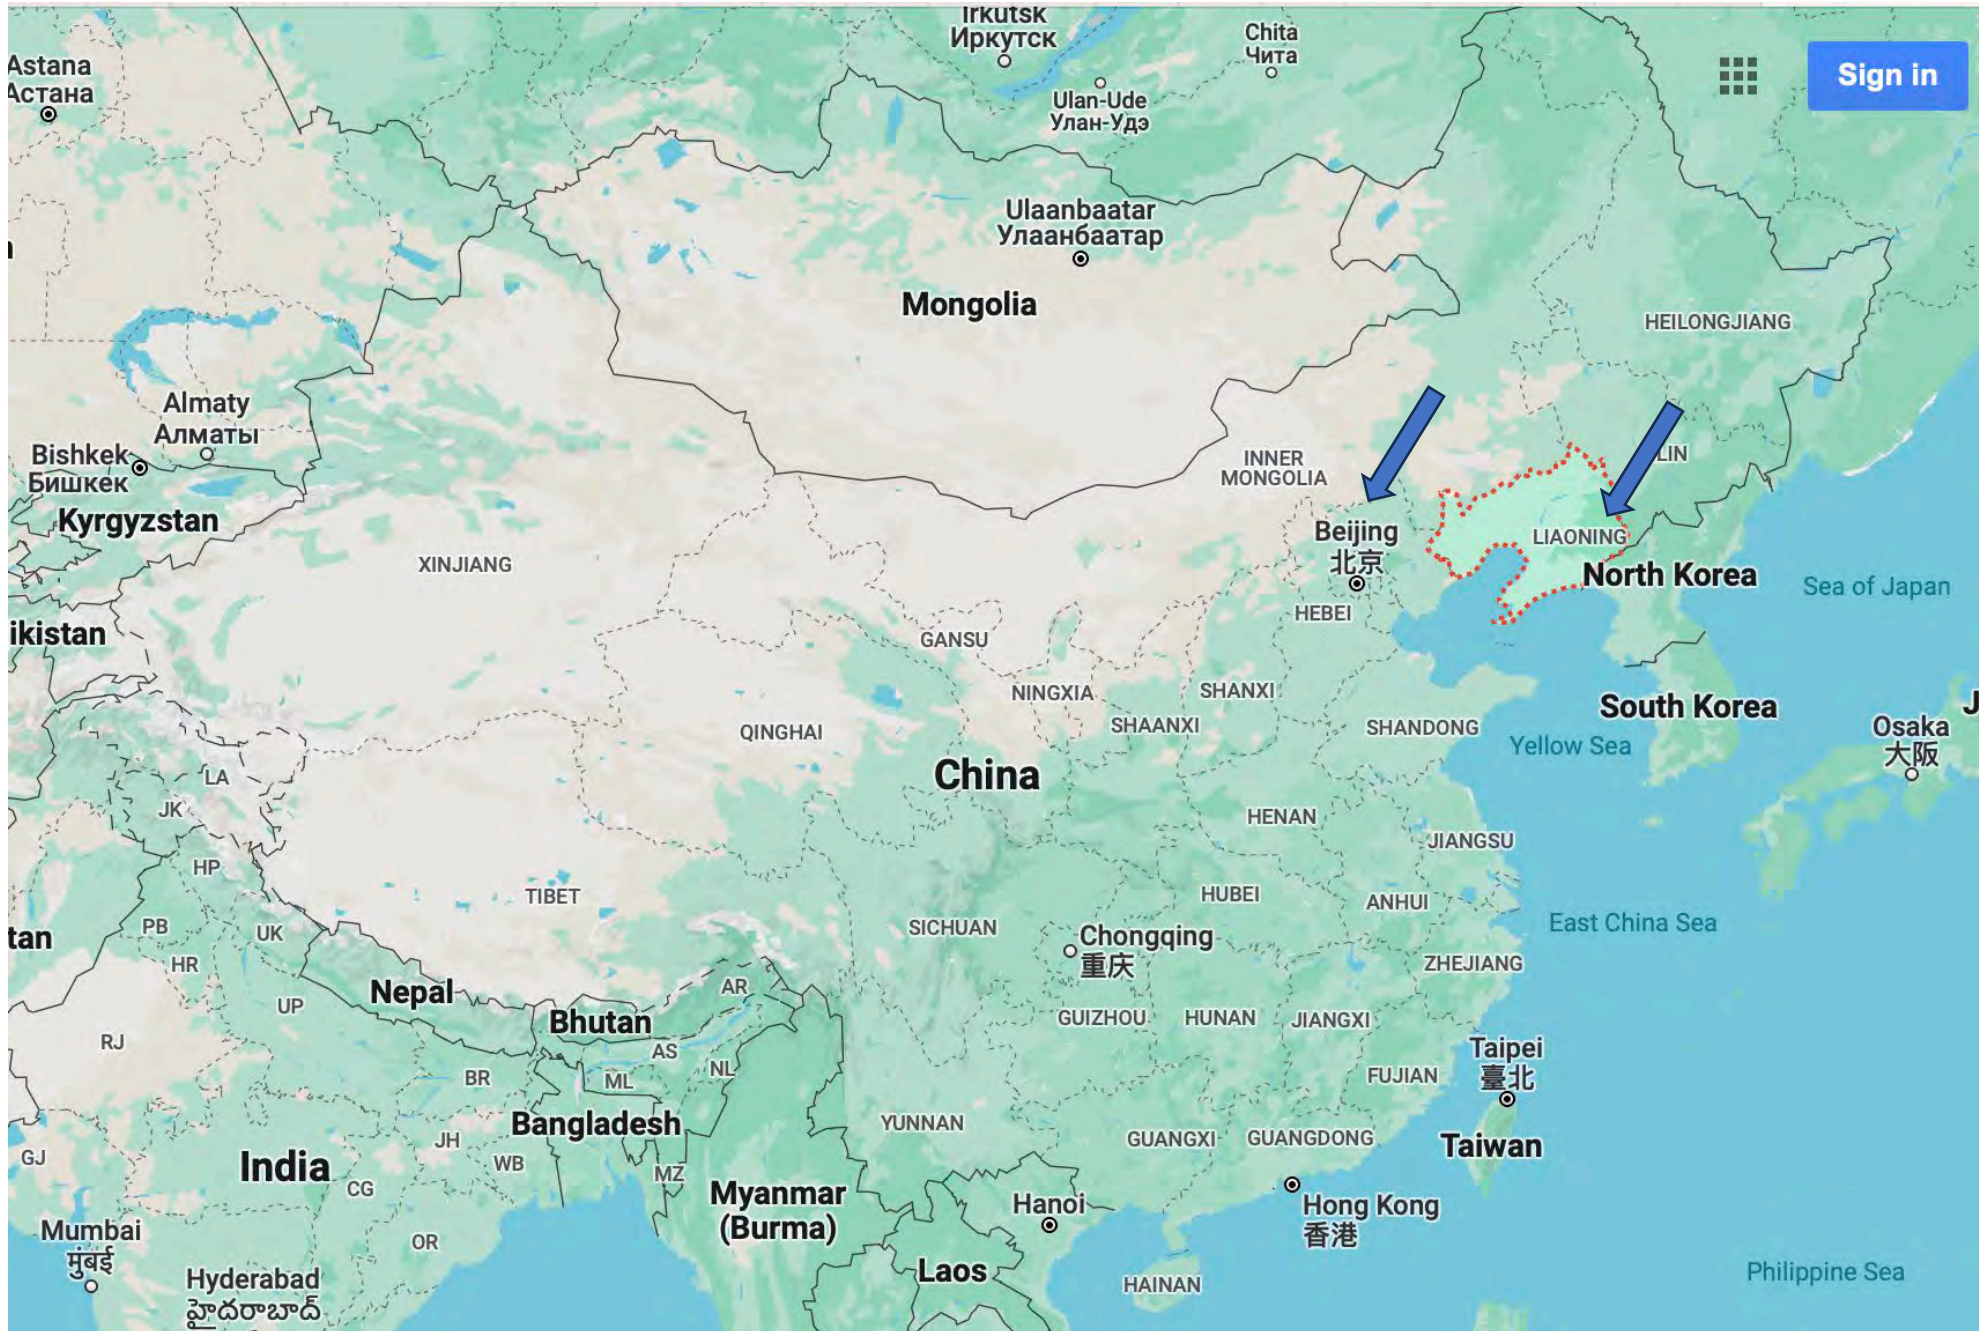 Irkutsk
Иркутск
Chita
Чита
Astana
Астана
Sign in
Ulan-Ude
Улан-Удэ
Ulaanbaatar
Улаанбаатар
Mongolia
HEILONGJIANG
Almaty
Алматы
Bishkek
Бишкек
INNER
MONGOLIA
LIN
Kyrgyzstan
Beijing
北京
LIAONING
XINJIANG
North Korea
Sea of Japan
HEBEI
ikistan
GANSU
NINGXIA
SHANXI
South Korea
J
QINGHAI
SHAANXI
SHANDONG
Yellow Sea
Osaka
大阪
LA
China
JK
HENAN
JIANGSU
HP
TIBET
HUBEI
ANHUI
PB
UK
SICHUAN
East China Sea
tan
Chongqing
重庆
HR
ZHEJIANG
Nepal
AR
UP
Bhutan
GUIZHOU
HUNAN
JIANGXI
RJ
AS
Taipei
臺北
BR
ML
NL
FUJIAN
Bangladesh
YUNNAN
JH
GUANGXI
GUANGDONG
Taiwan
GJ
India
WB
MZ
CG
Myanmar
(Burma)
Hanoi
Hong Kong
香港
Mumbai
मुंबई
OR
Laos
HAINAN
Philippine Sea
Hyderabad
హైదరాబాద్